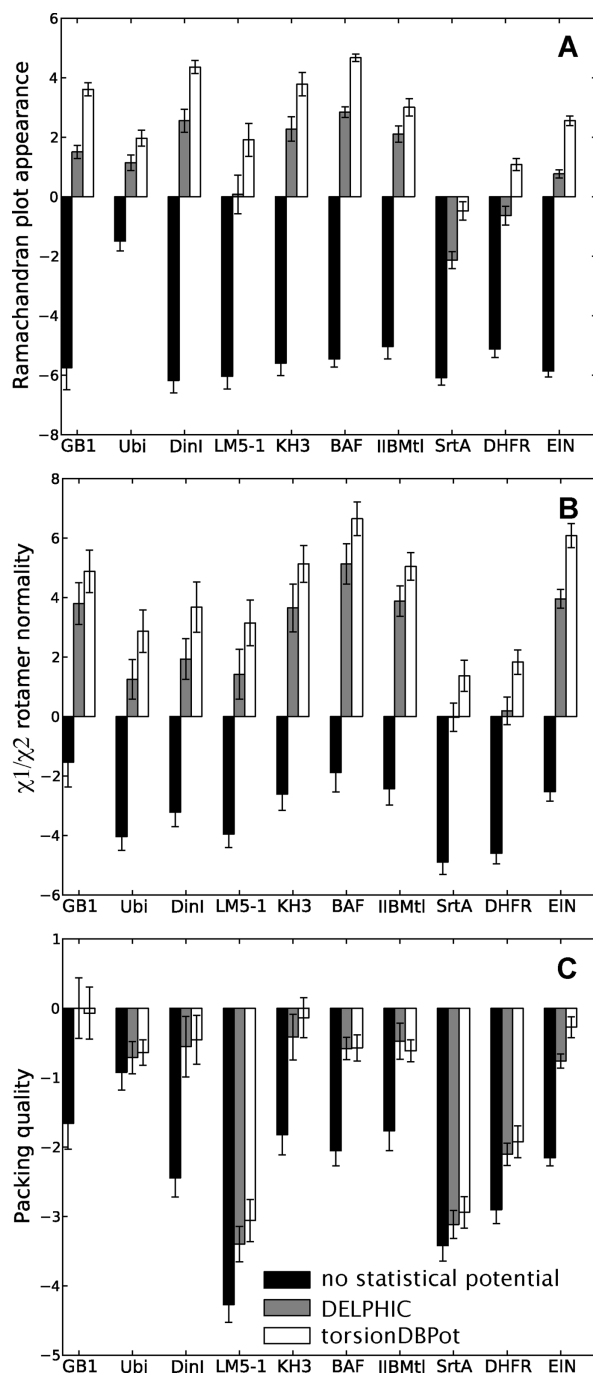 A
Ramachandran plot appearance
6
4
2
0
−2
−4
−6
−8
GB1 Ubi DinI LM5-1 KH3 BAF IIBMtl SrtA DHFR EIN
B
χ1/χ2 rotamer normality
8
6
4
2
0
−2
−4
−6
GB1 Ubi DinI LM5-1 KH3 BAF IIBMtl SrtA DHFR EIN
C
Packing quality
1
0
−1
−2
−3
−4
−5
no statistical potential
DELPHIC
torsionDBPot
GB1 Ubi DinI LM5-1 KH3 BAF IIBMtl SrtA DHFR EIN